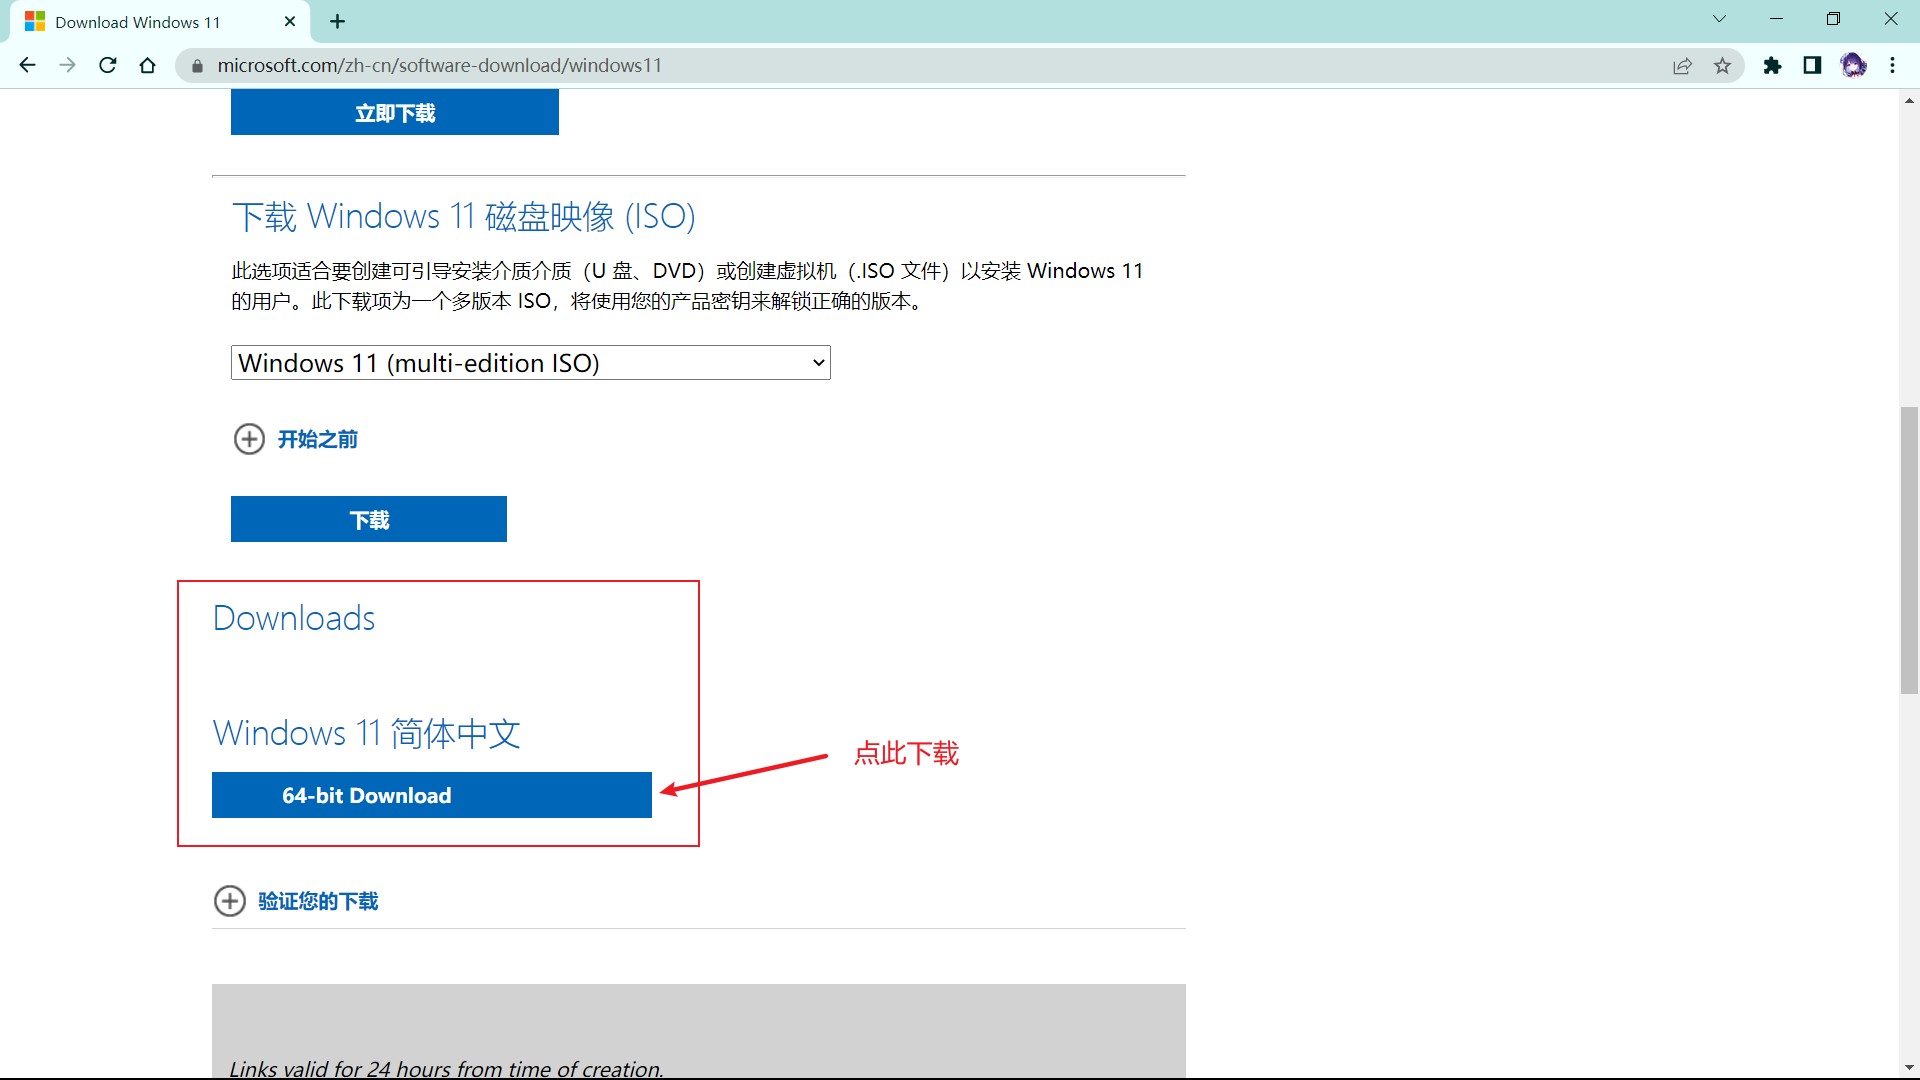 Download Windows 11
microsoft.com/zh-cn/software-download/windows11
立即下载
下载 Windows 11 磁盘映像 (ISO)
此选项适合要创建可引导安装介质介质（U 盘、DVD）或创建虚拟机（.ISO 文件）以安装 Windows 11
的用户。此下载项为一个多版本 ISO，将使用您的产品密钥来解锁正确的版本。
Windows 11 (multi-edition ISO)
开始之前
下载
Downloads
Windows 11 简体中文
点此下载
64-bit Download
验证您的下载
Links valid for 24 hours from time of creation.